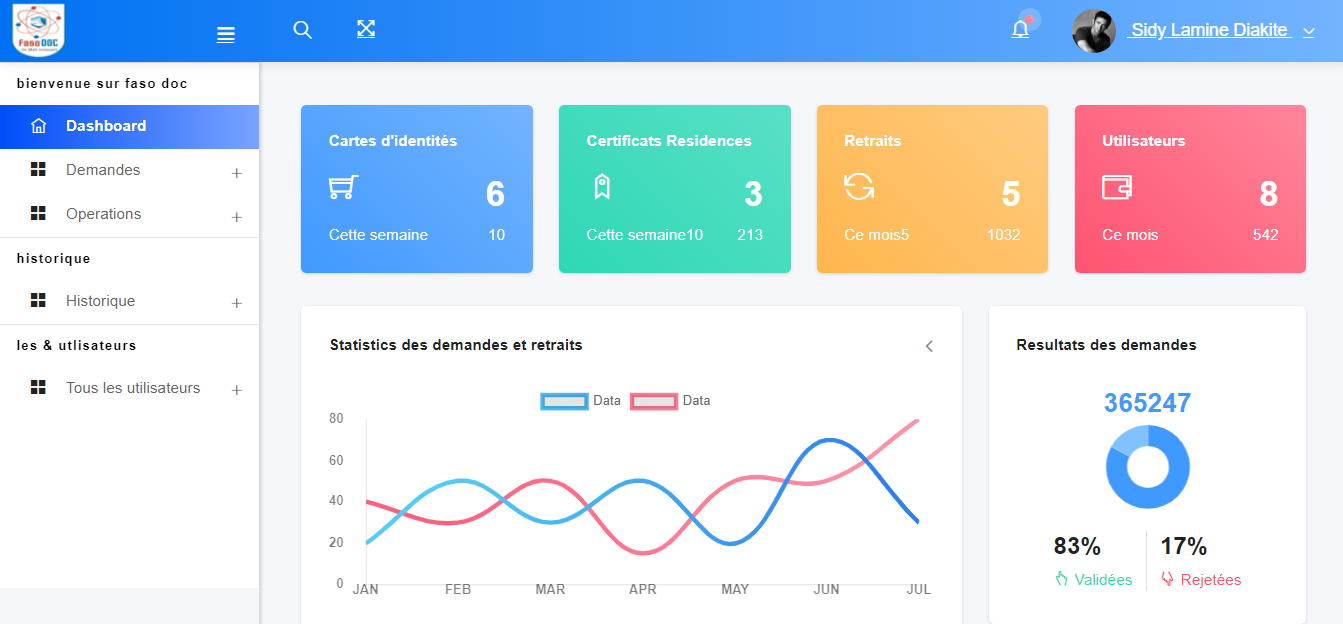 FasoDOC
Sidy Lamine Diakite
bienvenue sur faso doc
Dashboard
Demandes +
Operations +
historique
Historique +
les & utlisateurs
Tous les utilisateurs +
Cartes d'identités
6
Cette semaine 10
Certificats Residences
3
Cette semaine10 213
Retraits
5
Ce mois5 1032
Utilisateurs
8
Ce mois 542
Statistics des demandes et retraits
Data Data
80
60
40
20
0
JAN FEB MAR APR MAY JUN JUL
Resultats des demandes
365247
83% 17%
Validées Rejetées